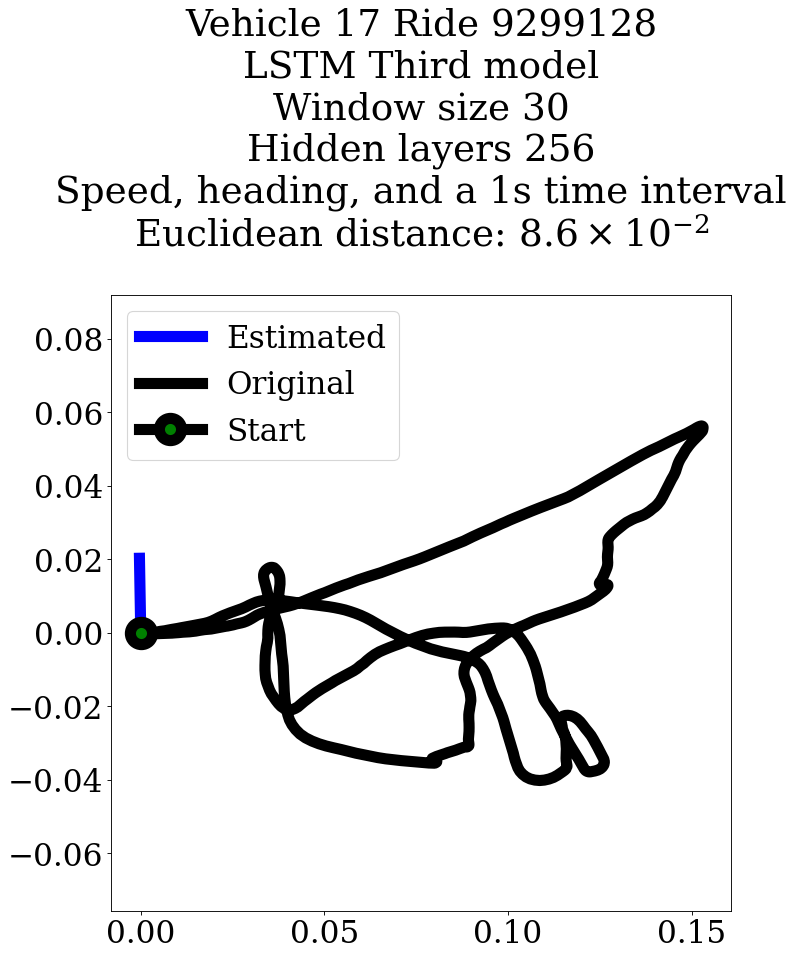 Vehicle 17 Ride 9299128
LSTM Third model
Window size 30
Hidden layers 256
Speed, heading, and a 1s time interval
Euclidean distance: 8.6 × 10⁻²
Estimated
Original
Start
0.08
0.06
0.04
0.02
0.00
−0.02
−0.04
−0.06
0.00 0.05 0.10 0.15